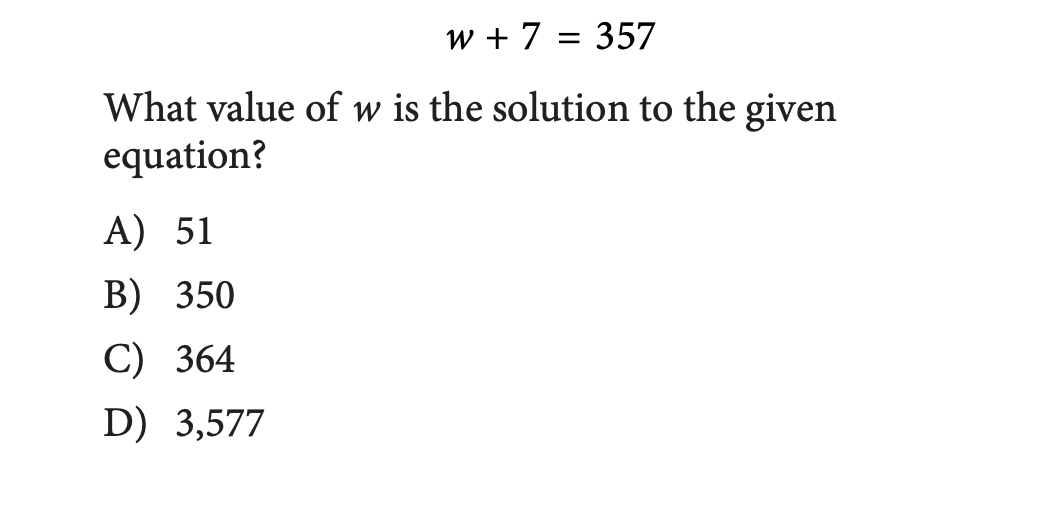 w + 7 = 357
What value of w is the solution to the given
equation?
A) 51
B) 350
C) 364
D) 3,577